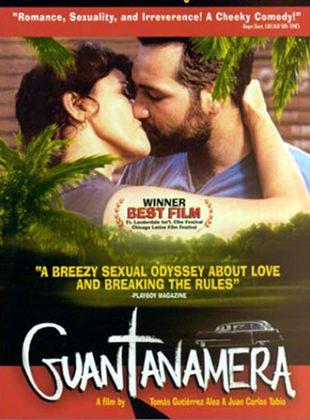 "Romance, Sexuality, and Irreverence! A Cheeky Comedy!"
WINNER
BEST FILM
Ft. Lauderdale Int'l. Film Festival
Chicago Latino Film Festival
"A BREEZY SEXUAL ODYSSEY ABOUT LOVE
AND BREAKING THE RULES"
-PLAYBOY MAGAZINE
GUANTANAMERA
A film by Tomás Gutiérrez Alea & Juan Carlos Tabío